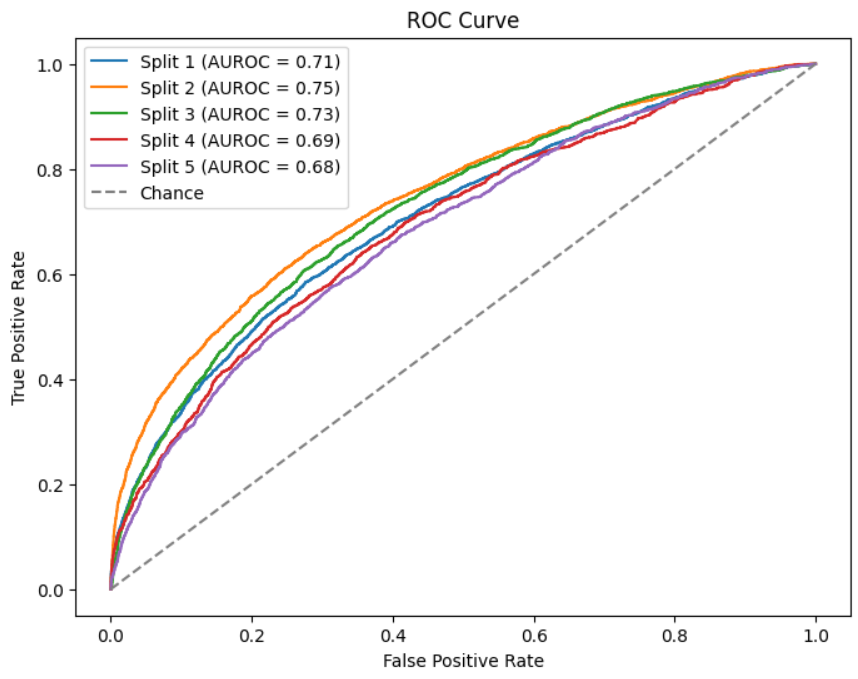 ROC Curve
Split 1 (AUROC = 0.71)
Split 2 (AUROC = 0.75)
Split 3 (AUROC = 0.73)
Split 4 (AUROC = 0.69)
Split 5 (AUROC = 0.68)
Chance
True Positive Rate
1.0
0.8
0.6
0.4
0.2
0.0
0.0 0.2 0.4 0.6 0.8 1.0
False Positive Rate